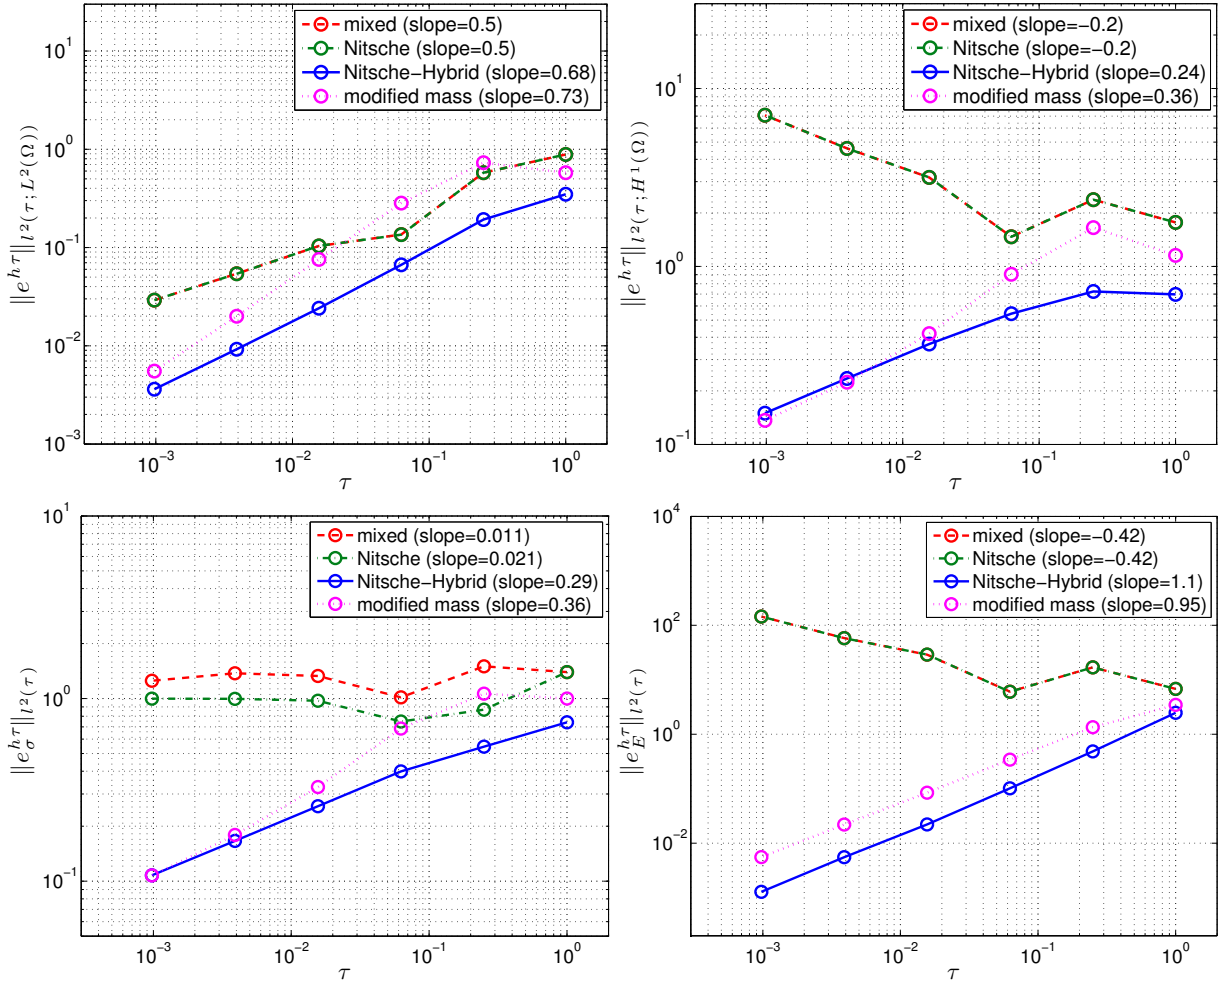 mixed (slope=0.5)
Nitsche (slope=0.5)
Nitsche−Hybrid (slope=0.68)
modified mass (slope=0.73)
10^1
10^0
10^−1
10^−2
10^−3
||e^{hτ}||_{l^2(τ;L^2(Ω))}
10^−3 10^−2 10^−1 10^0
τ
mixed (slope=−0.2)
Nitsche (slope=−0.2)
Nitsche−Hybrid (slope=0.24)
modified mass (slope=0.36)
10^1
10^0
10^−1
||e^{hτ}||_{l^2(τ;H^1(Ω))}
10^−3 10^−2 10^−1 10^0
τ
mixed (slope=0.011)
Nitsche (slope=0.021)
Nitsche−Hybrid (slope=0.29)
modified mass (slope=0.36)
10^1
10^0
10^−1
||e_σ^{hτ}||_{l^2(τ)}
10^−3 10^−2 10^−1 10^0
τ
mixed (slope=−0.42)
Nitsche (slope=−0.42)
Nitsche−Hybrid (slope=1.1)
modified mass (slope=0.95)
10^4
10^2
10^0
10^−2
||e_E^{hτ}||_{l^2(τ)}
10^−3 10^−2 10^−1 10^0
τ